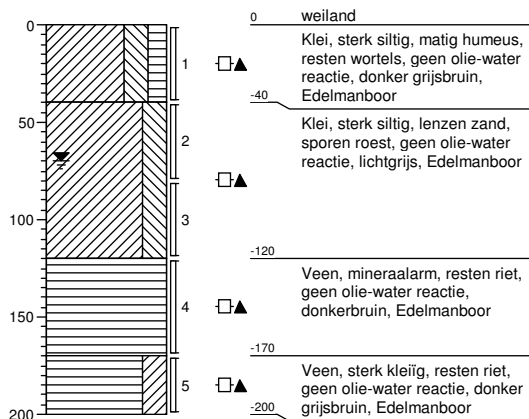 0
50
100
150
200
1
2
3
4
5
0
weiland
Klei, sterk siltig, matig humeus,
resten wortels, geen olie-water
reactie, donker grijsbruin,
Edelmanboor
-40
Klei, sterk siltig, lenzen zand,
sporen roest, geen olie-water
reactie, lichtgrijs, Edelmanboor
-120
Veen, mineraalarm, resten riet,
geen olie-water reactie,
donkerbruin, Edelmanboor
-170
Veen, sterk kleiïg, resten riet,
geen olie-water reactie, donker
grijsbruin, Edelmanboor
-200